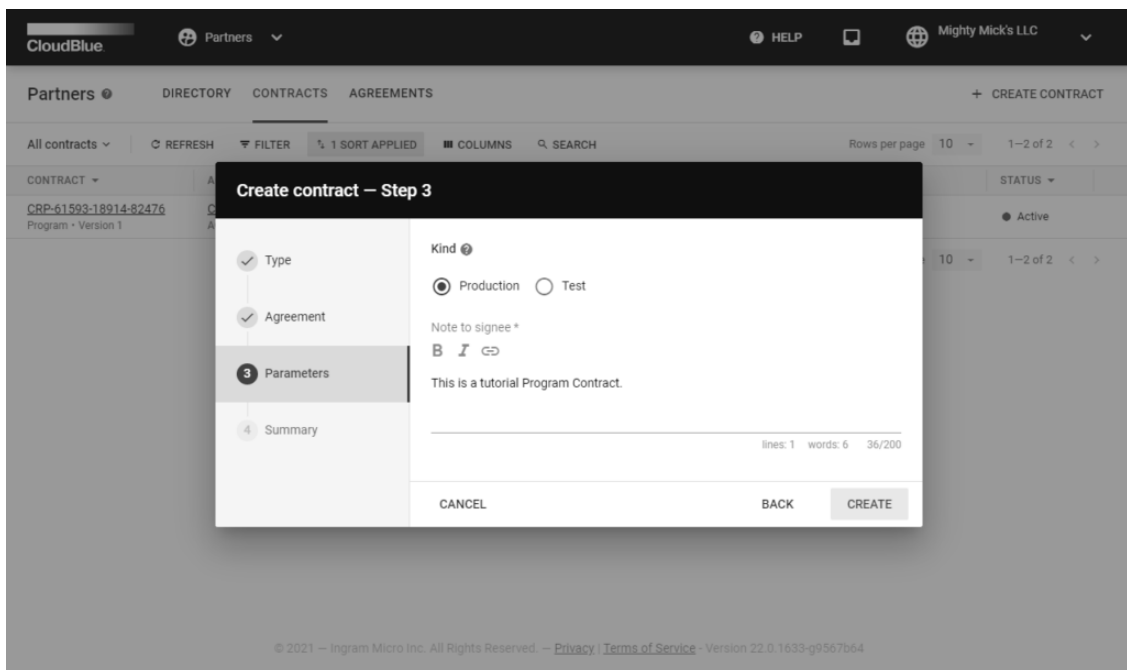 CloudBlue.
Partners
HELP
Mighty Mick's LLC
Partners
DIRECTORY
CONTRACTS
AGREEMENTS
+ CREATE CONTRACT
All contracts
REFRESH
FILTER
1 SORT APPLIED
COLUMNS
SEARCH
Rows per page 10
1–2 of 2
CONTRACT
A
STATUS
CRP-61593-18914-82476
C
Active
Program • Version 1
A
10
1–2 of 2
Create contract — Step 3
Type
Agreement
3 Parameters
4 Summary
Kind
Production
Test
Note to signee *
B I
This is a tutorial Program Contract.
lines: 1 words: 6 36/200
CANCEL
BACK
CREATE
© 2021 — Ingram Micro Inc. All Rights Reserved. — Privacy | Terms of Service - Version 22.0.1633-g9567b64